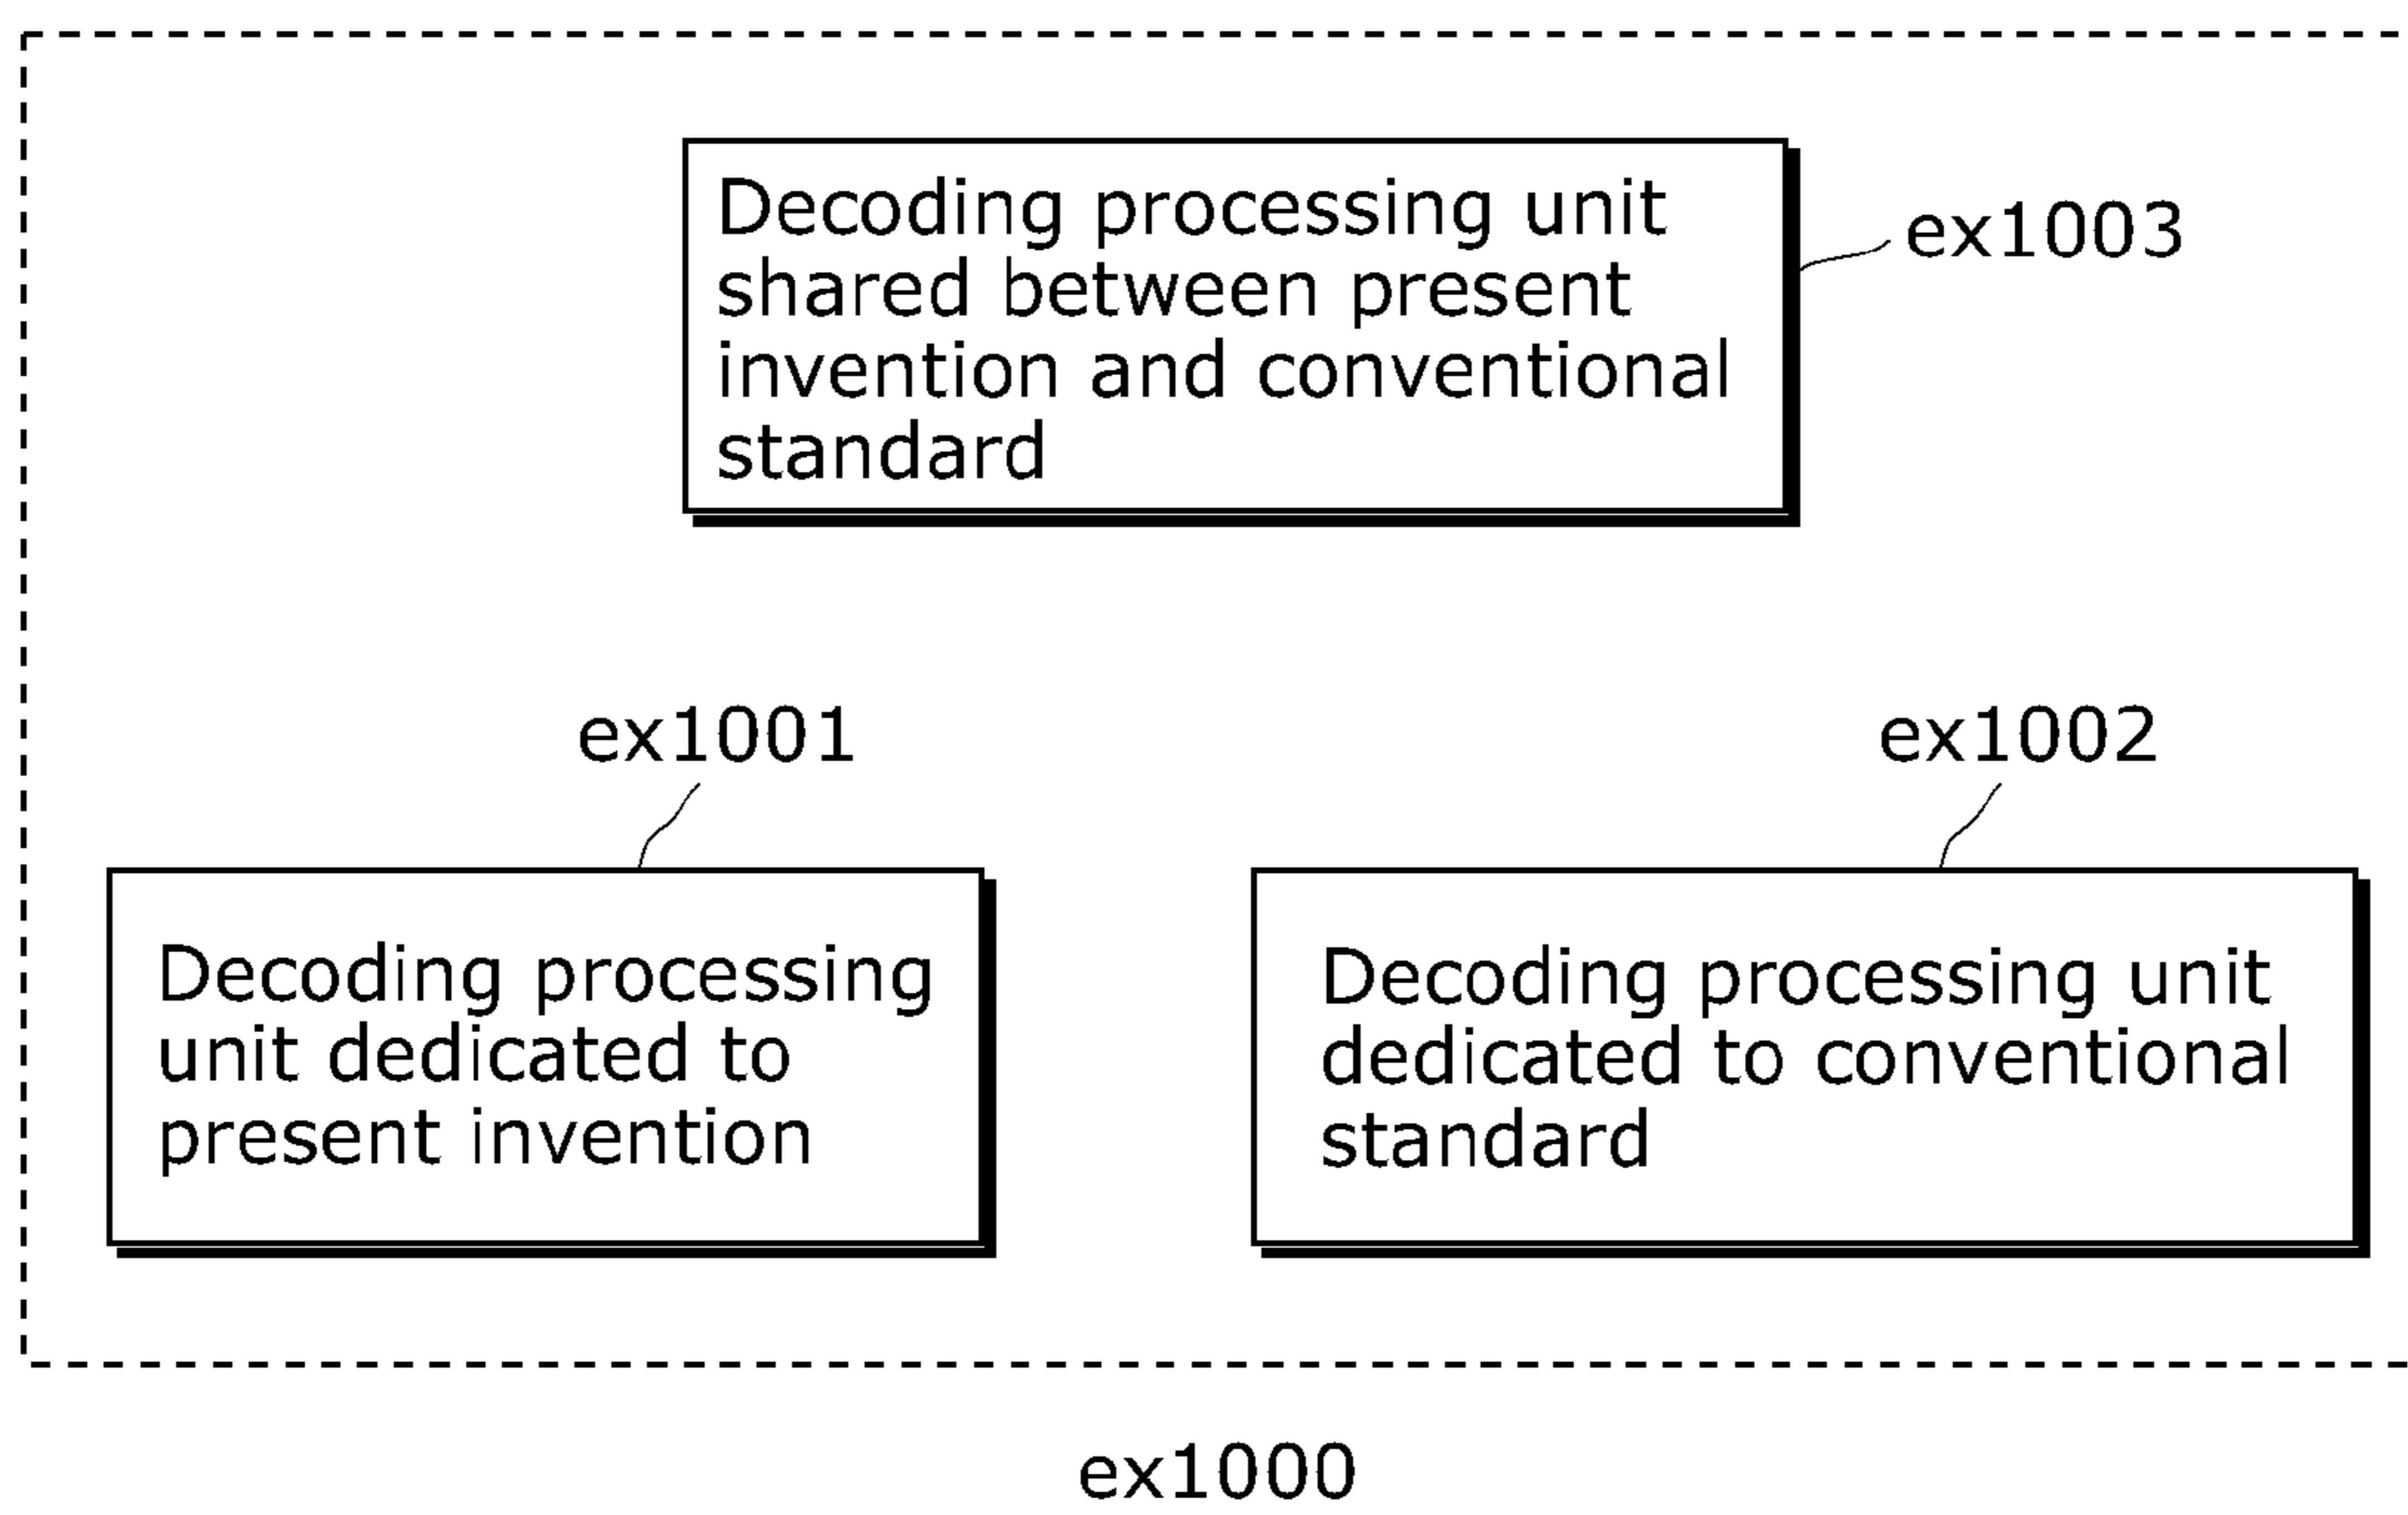 Decoding processing unit
shared between present
invention and conventional
standard
ex1003
ex1001
ex1002
Decoding processing
unit dedicated to
present invention
Decoding processing unit
dedicated to conventional
standard
ex1000